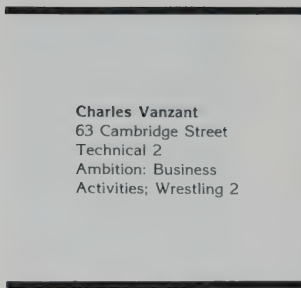 Charles Vanzant
63 Cambridge Street
Technical 2
Ambition: Business
Activities; Wrestling 2